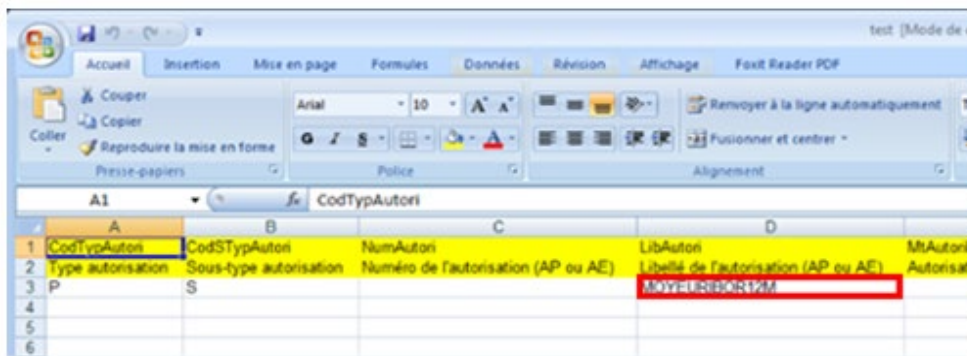 test [Mode de
Accueil Insertion Mise en page Formules Données Révision Affichage Foxit Reader PDF
Coller
Couper
Copier
Reproduire la mise en forme
Presse-papiers
Arial 10 A A
G I S A
Police
Renvoyer à la ligne automatiquement
Fusionner et centrer
Alignement
A1 fx CodTypAutori
A B C D
1 CodTypAutori CodSTypAutori NumAutori LibAutori MtAutori
2 Type autorisation Sous-type autorisation Numéro de l'autorisation (AP ou AE) Libellé de l'autorisation (AP ou AE) Autorisat
3 P S MOYEURIBOR12M
4
5
6